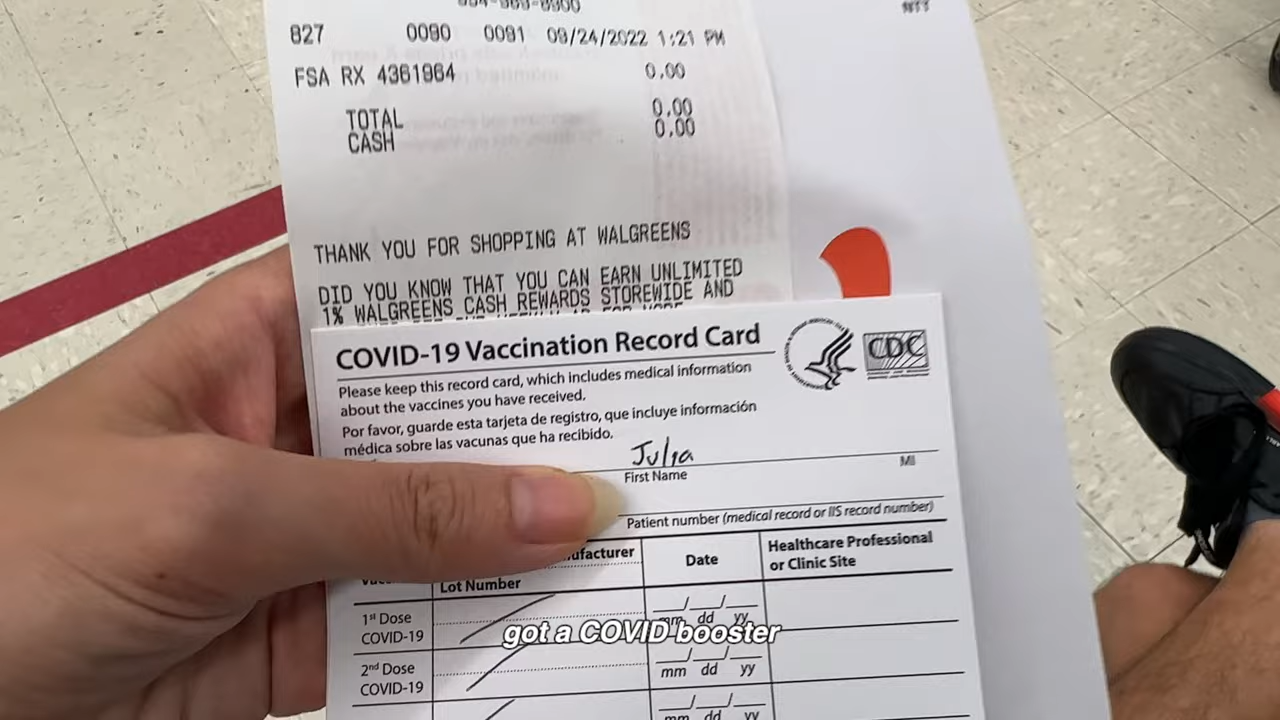 827 0090 0091 09/24/2022 1:21 PM
FSA RX 4361964 0.00
TOTAL 0.00
CASH 0.00
THANK YOU FOR SHOPPING AT WALGREENS
DID YOU KNOW THAT YOU CAN EARN UNLIMITED
1% WALGREENS CASH REWARDS STOREWIDE AND
COVID-19 Vaccination Record Card
CDC
Please keep this record card, which includes medical information
about the vaccines you have received.
Por favor, guarde esta tarjeta de registro, que incluye información
médica sobre las vacunas que ha recibido.
Julia
First Name MI
Patient number (medical record or IIS record number)
Lot Number
Date
Healthcare Professional
or Clinic Site
1st Dose
COVID-19
mm dd yy
2nd Dose
COVID-19
mm dd yy
mm dd yy
got a COVID booster